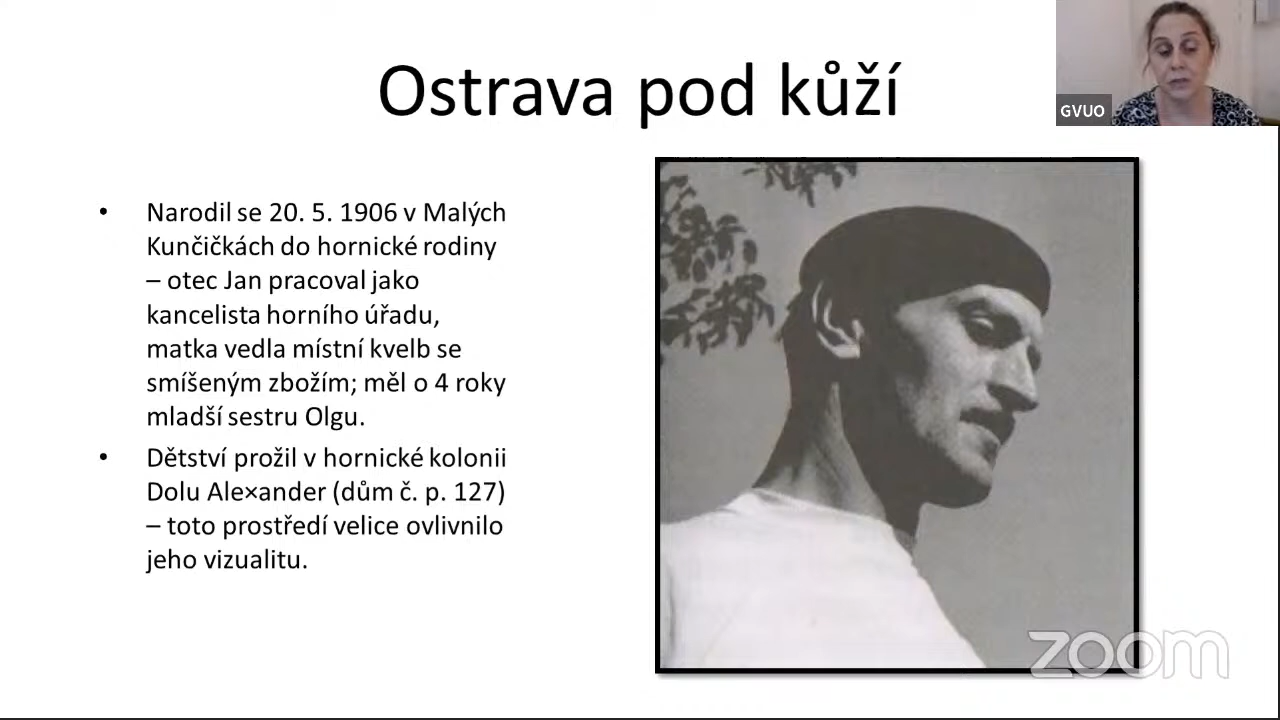 Ostrava pod kůží
GVUO
• Narodil se 20. 5. 1906 v Malých
Kunčičkách do hornické rodiny
– otec Jan pracoval jako
kancelista horního úřadu,
matka vedla místní kvelb se
smíšeným zbožím; měl o 4 roky
mladší sestru Olgu.
• Dětství prožil v hornické kolonii
Dolu Ale×ander (dům č. p. 127)
– toto prostředí velice ovlivnilo
jeho vizualitu.
zoom